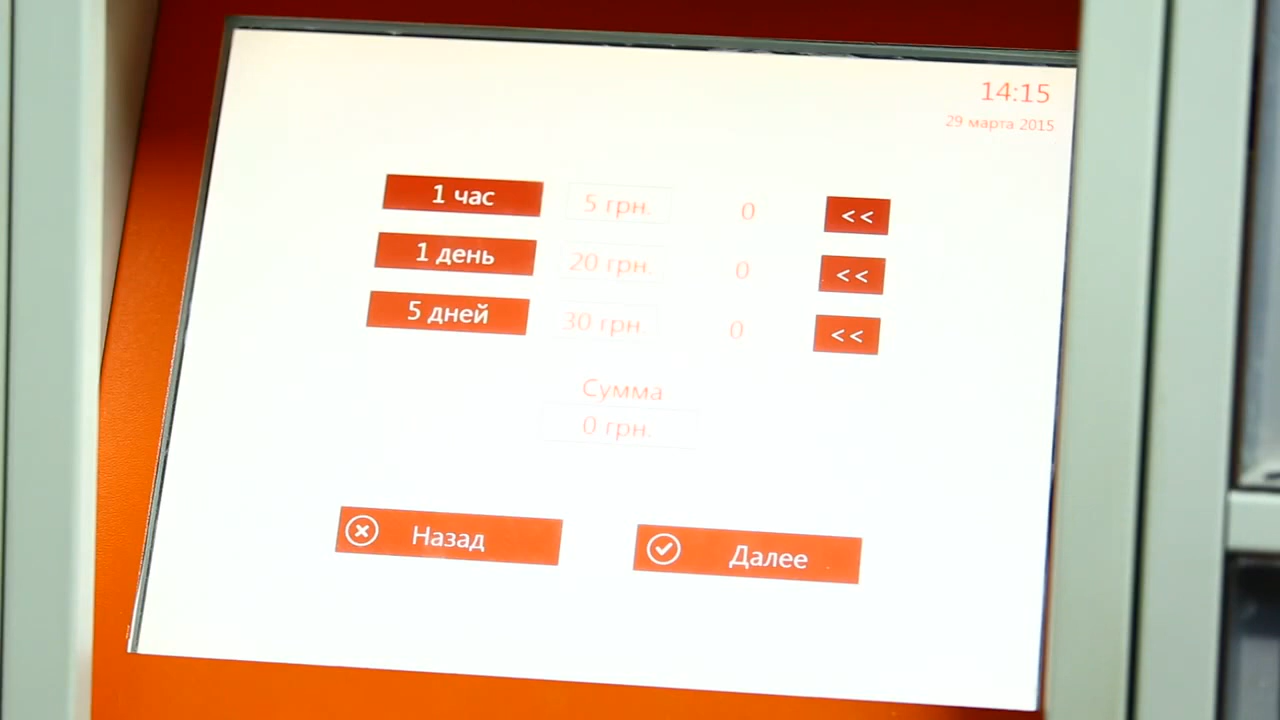 14:15
29 марта 2015
1 час 5 грн. 0 <<
1 день 20 грн. 0 <<
5 дней 30 грн. 0 <<
Сумма
0 грн.
Назад Далее